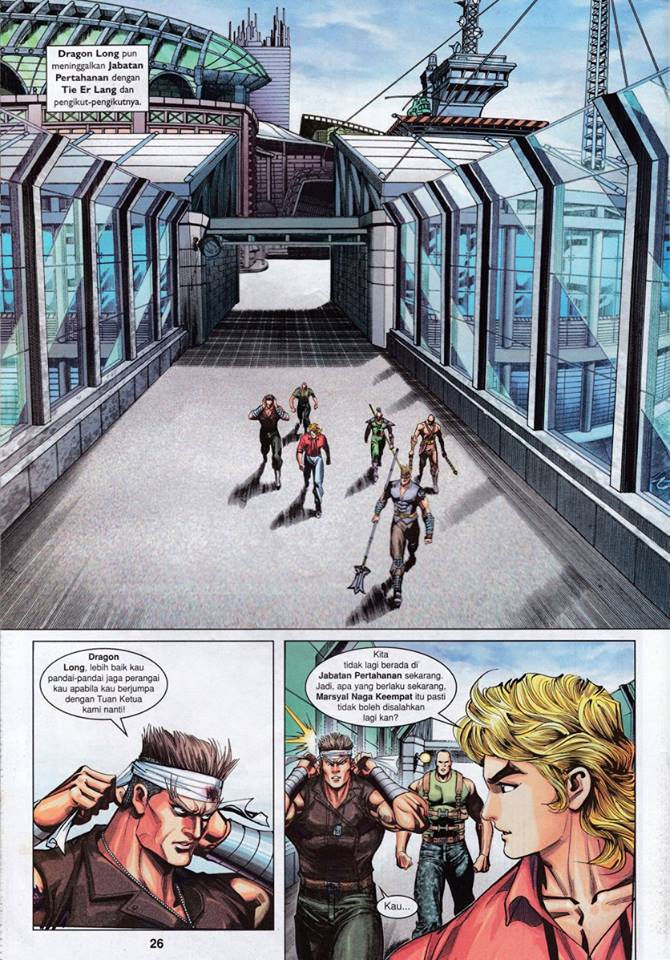 Dragon Long pun
meninggalkan Jabatan
Pertahanan dengan
Tie Er Lang dan
pengikut-pengikutnya.
Dragon
Long, lebih baik kau
pandai-pandai jaga perangai
kau apabila kau berjumpa
dengan Tuan Ketua
kami nanti!
Kita
tidak lagi berada di
Jabatan Pertahanan sekarang.
Jadi, apa yang berlaku sekarang,
Marsyal Naga Keempat itu pasti
tidak boleh disalahkan
lagi kan?
Kau...
26